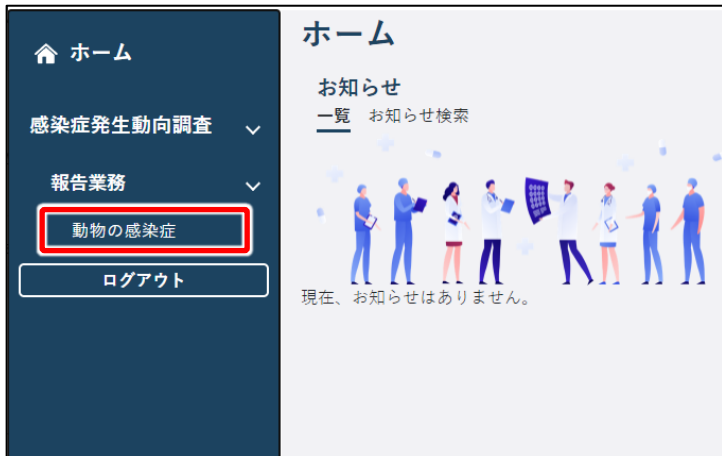 ホーム
感染症発生動向調査
報告業務
動物の感染症
ログアウト
ホーム
お知らせ
一覧 お知らせ検索
現在、お知らせはありません。